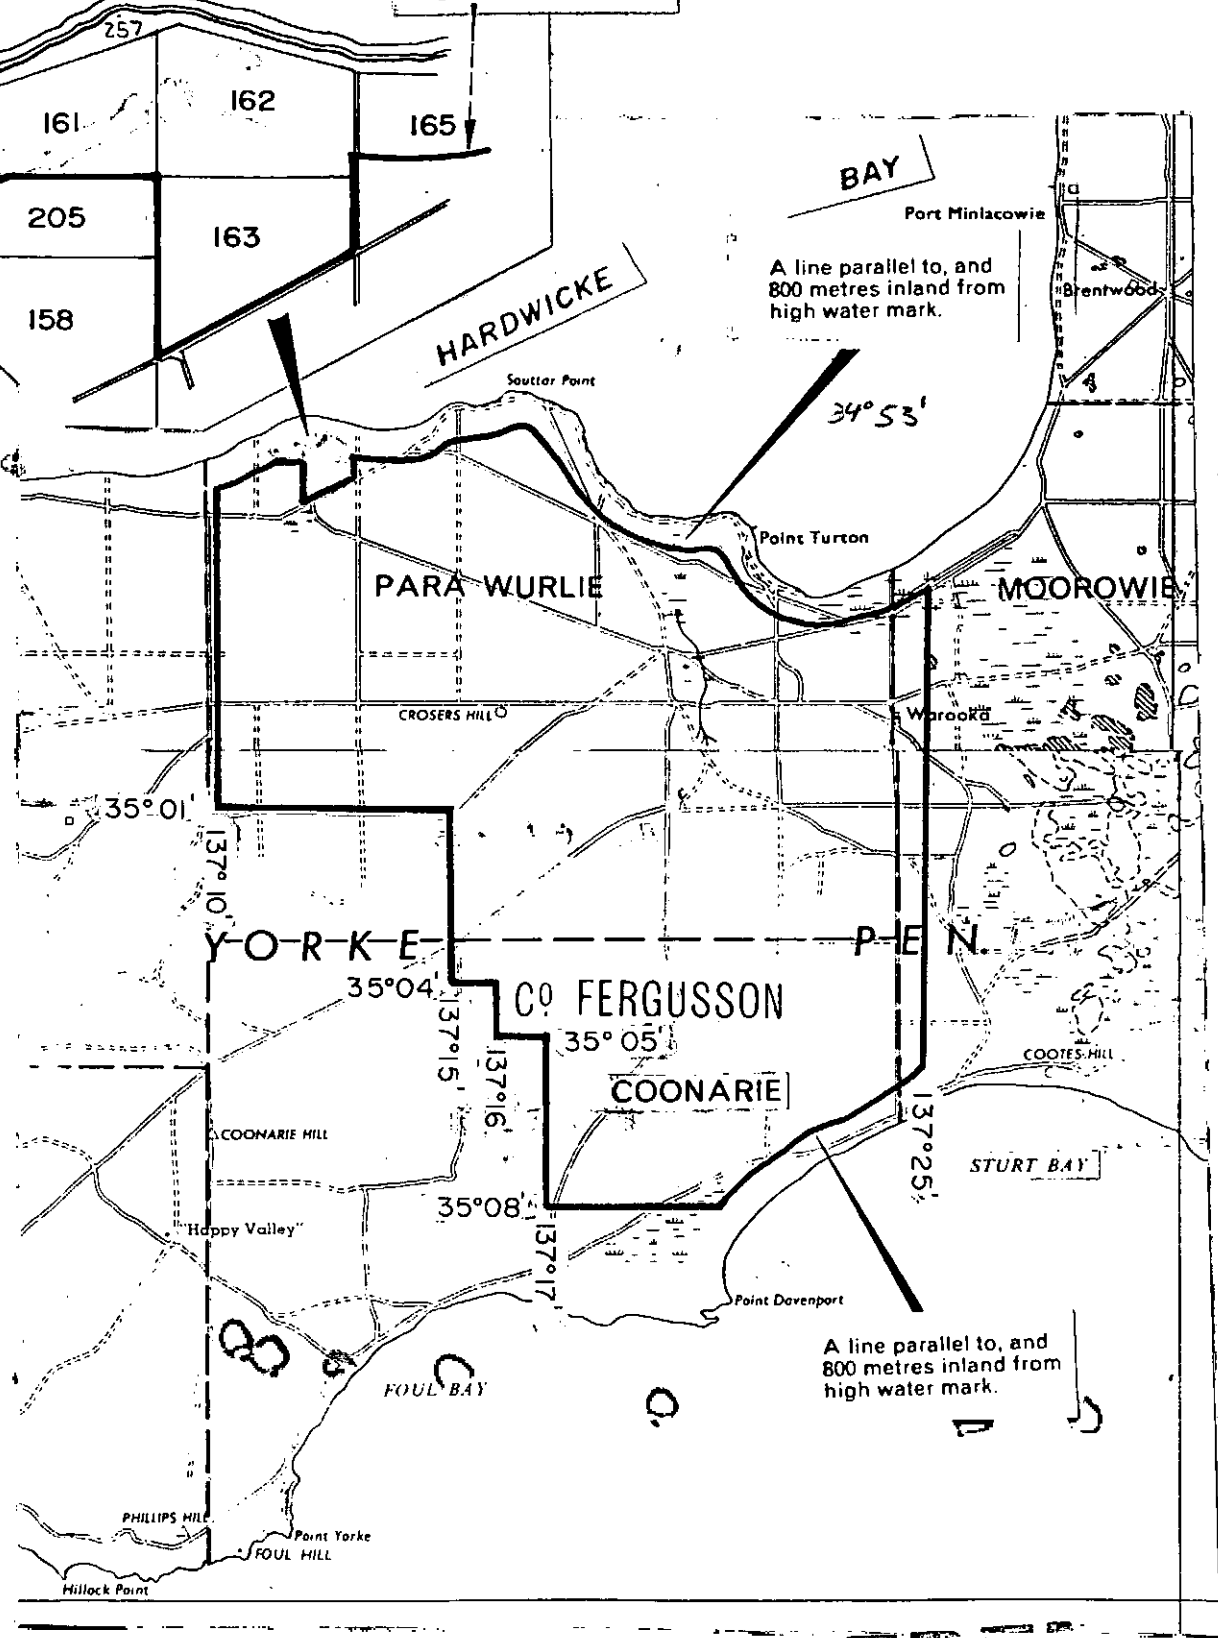 257
161
162
165
205
163
158
BAY
Port Minlacowie
A line parallel to, and
800 metres inland from
high water mark.
Brentwood
HARDWICKE
Souttar Point
34°53'
Point Turton
PARA WURLIE
MOOROWIE
CROSERS HILL
Warooka
35°01'
137°10'
YORKE PEN.
35°04'
Co FERGUSSON
137°15'
35°05'
137°16'
COOTES HILL
COONARIE
137°25'
COONARIE HILL
STURT BAY
35°08'
"Happy Valley"
137°17'
Point Davenport
A line parallel to, and
800 metres inland from
high water mark.
FOUL BAY
PHILLIPS HILL
Point Yorke
FOUL HILL
Hillock Point